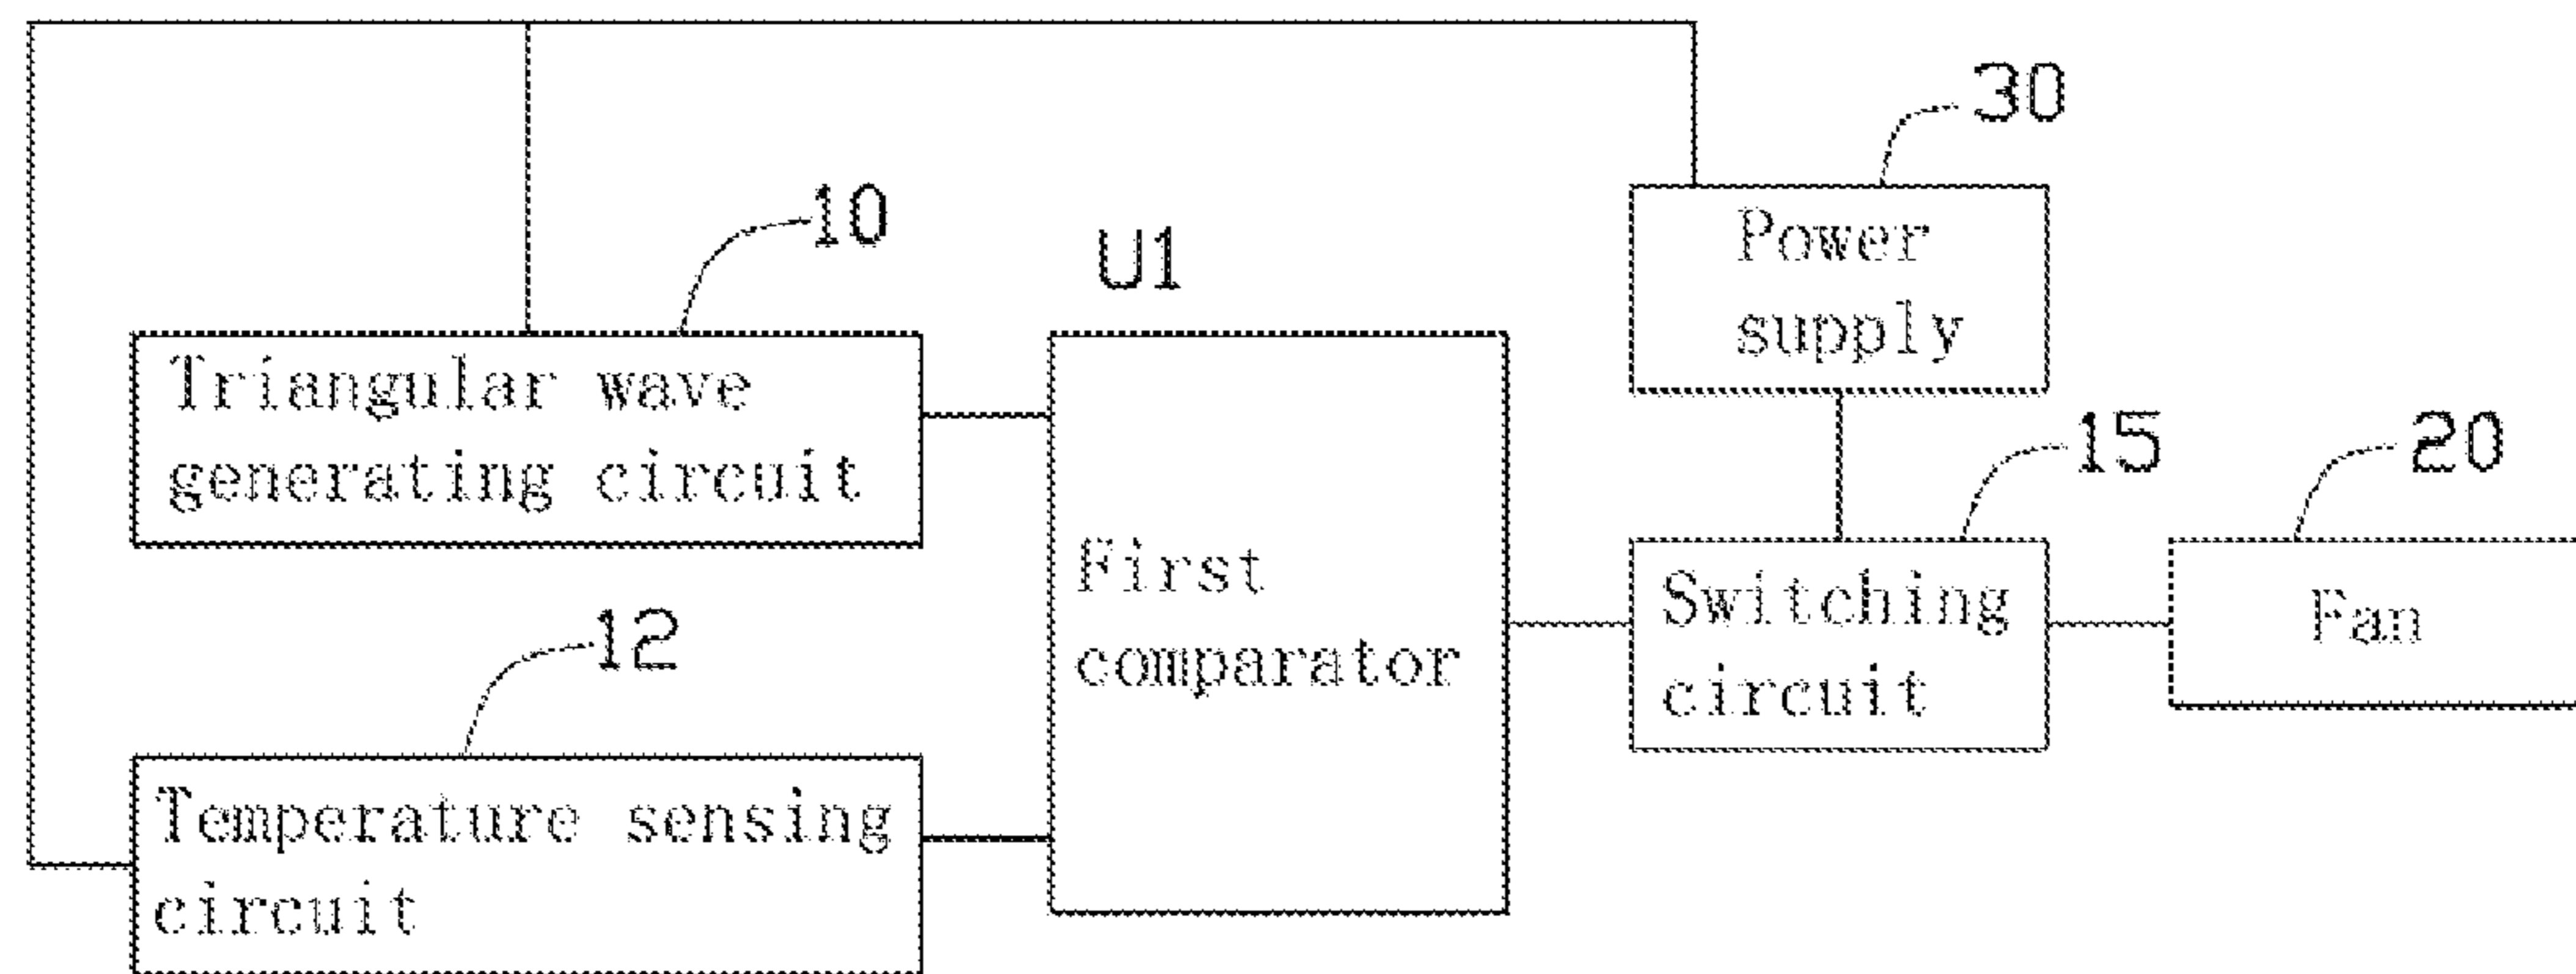 30
10
Power
supply
U1
Triangular wave
generating circuit
15
20
First
comparator
Switching
circuit
Fan
12
Temperature sensing
circuit